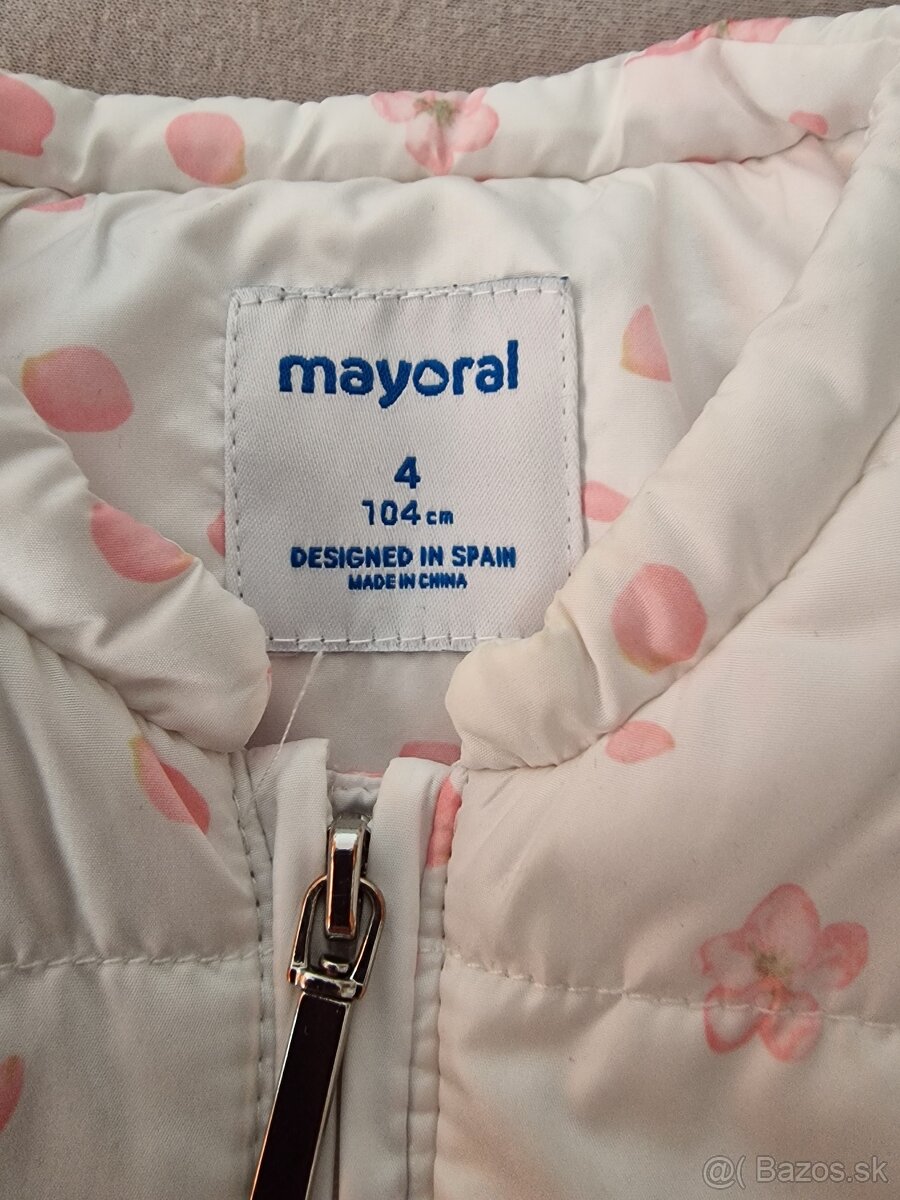 mayoral
4
104 cm
DESIGNED IN SPAIN
MADE IN CHINA
@( Bazos.sk